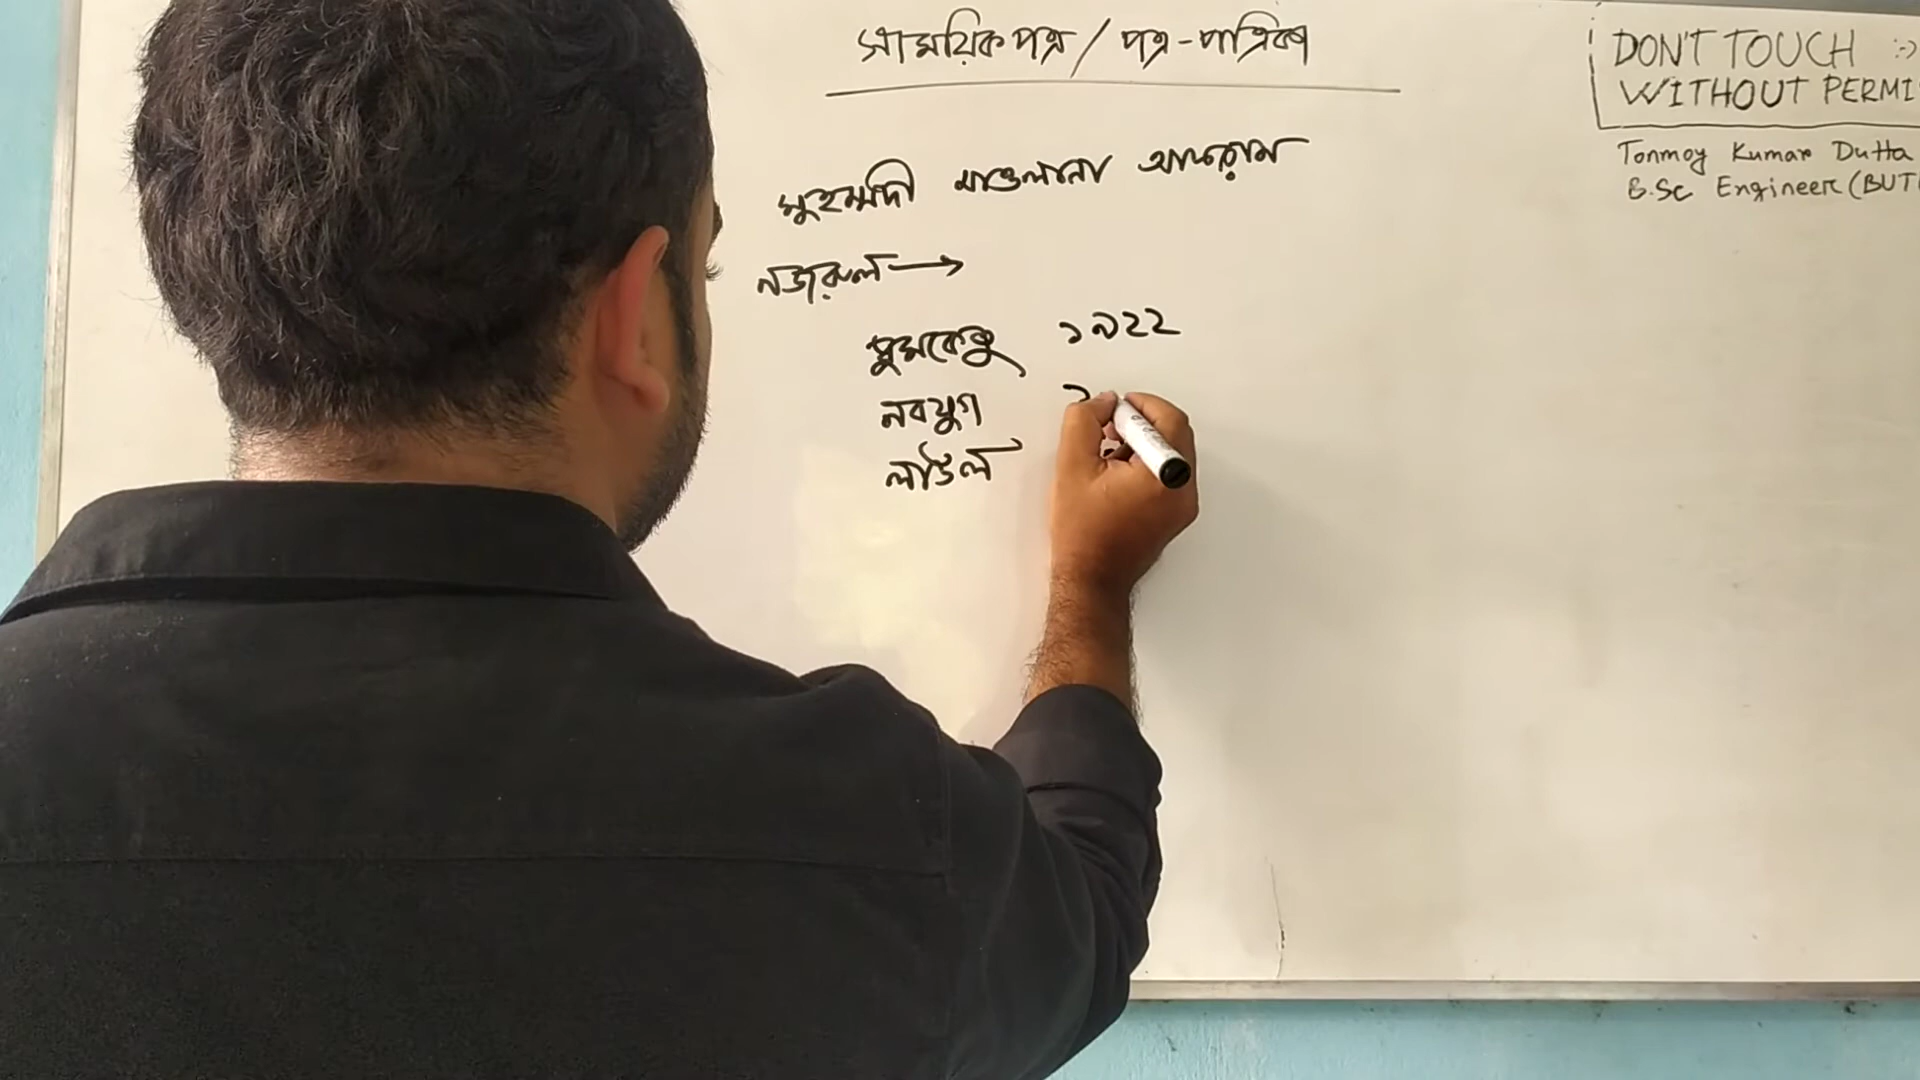 সাময়িকপত্র / পত্র-পত্রিকা
মুহম্মদী মাওলানা আকরাম
নজরুল →
ধূমকেতু ১৯২২
নবযুগ ১
লাঙল
DON'T TOUCH :->
WITHOUT PERMI
Tonmoy Kumar Dutta
B.Sc Engineer (BUT